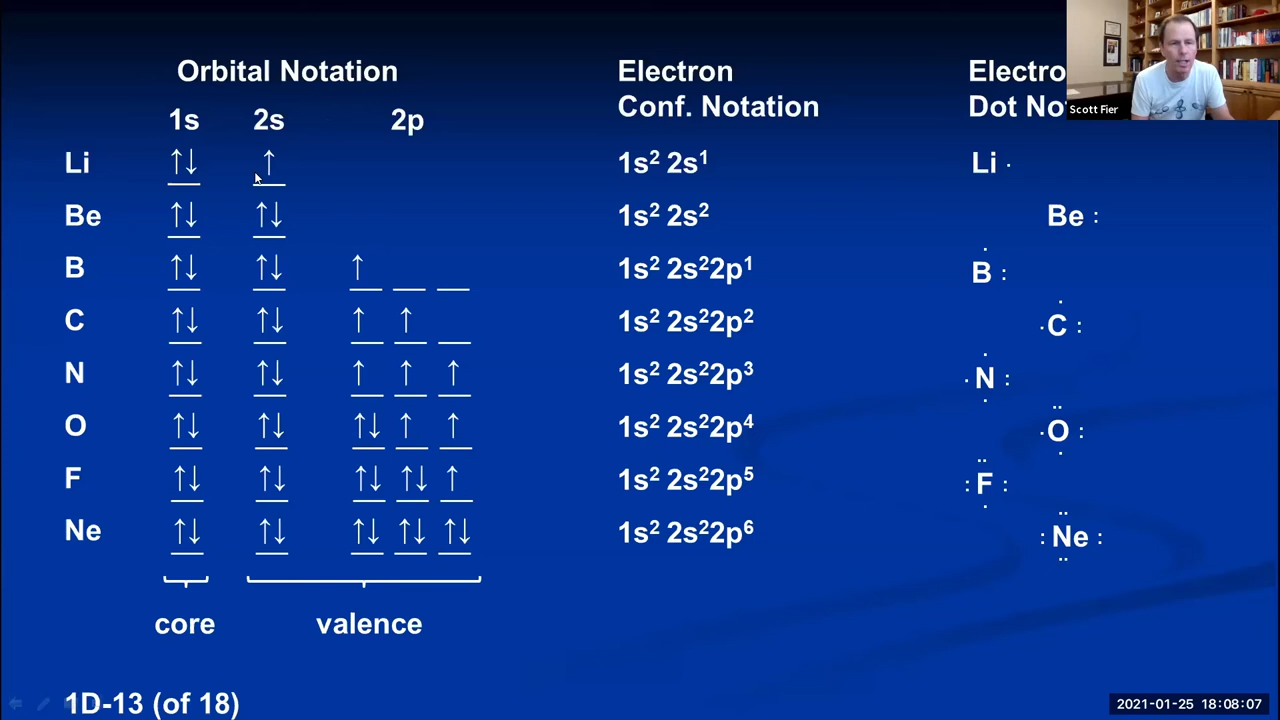 Orbital Notation Electron Electro
Conf. Notation Dot No
1s 2s 2p
Scott Fier
Li ↑↓ ↑ 1s² 2s¹ Li ·
Be ↑↓ ↑↓ 1s² 2s² Be :
B ↑↓ ↑↓ ↑ 1s² 2s²2p¹ B :
C ↑↓ ↑↓ ↑ ↑ 1s² 2s²2p² · C :
N ↑↓ ↑↓ ↑ ↑ ↑ 1s² 2s²2p³ · N :
O ↑↓ ↑↓ ↑↓ ↑ ↑ 1s² 2s²2p⁴ · O :
F ↑↓ ↑↓ ↑↓ ↑↓ ↑ 1s² 2s²2p⁵ : F :
Ne ↑↓ ↑↓ ↑↓ ↑↓ ↑↓ 1s² 2s²2p⁶ : Ne :
core valence
1D-13 (of 18)
2021-01-25 18:08:07